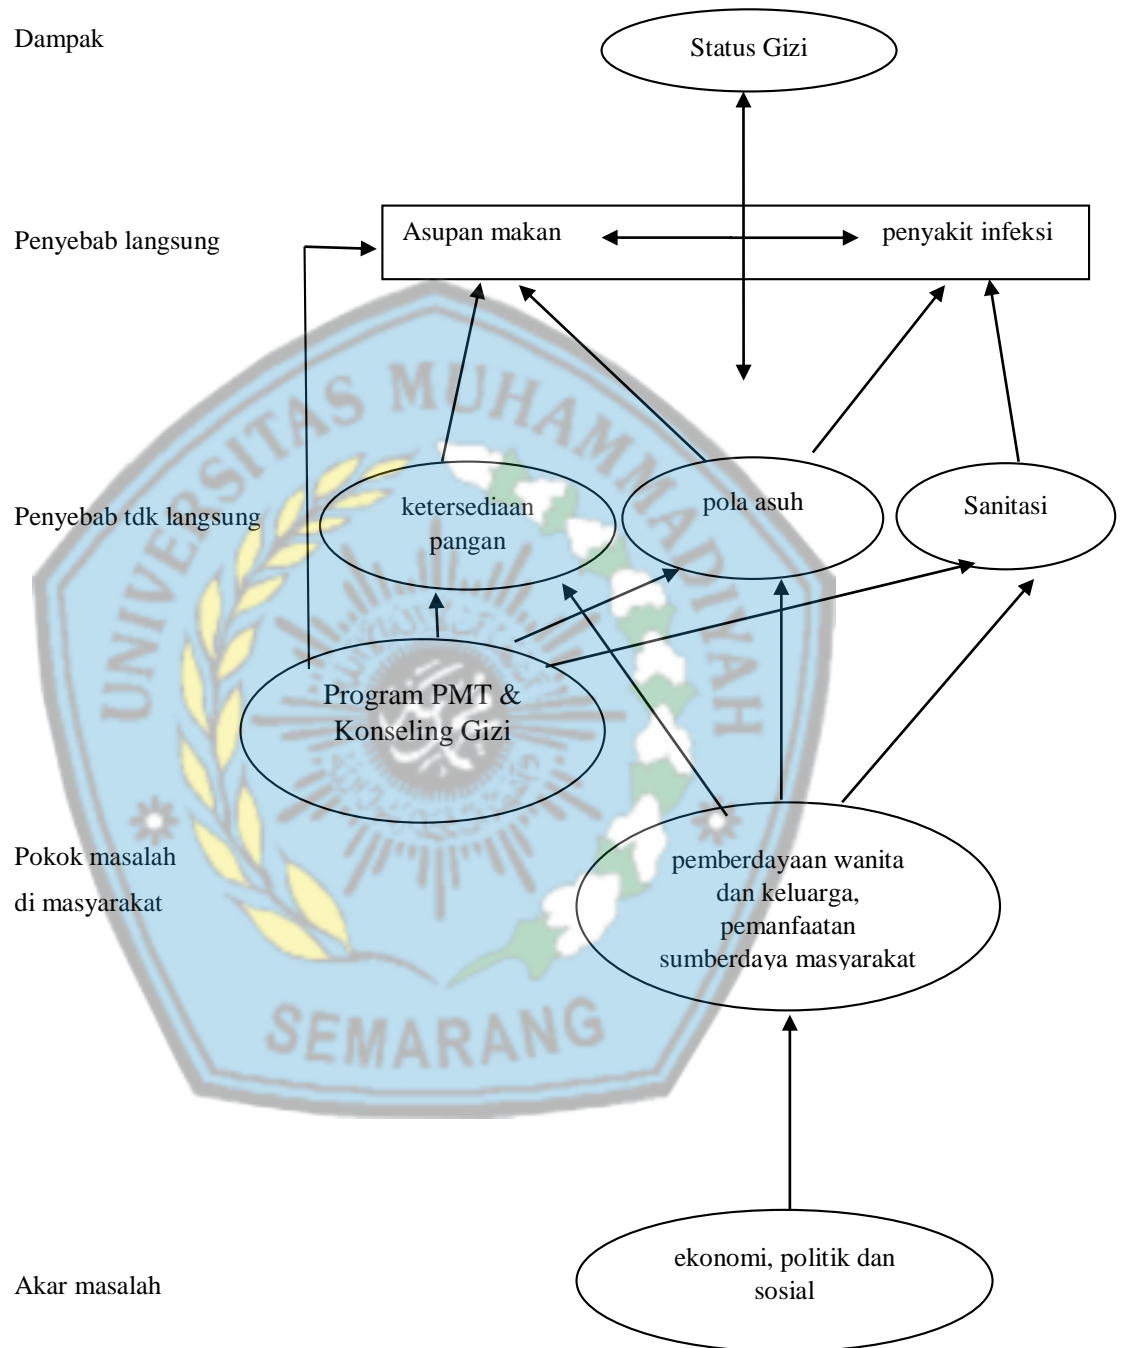 Dampak
Status Gizi
Penyebab langsung
Asupan makan
penyakit infeksi
Penyebab tdk langsung
ketersediaan
pangan
pola asuh
Sanitasi
Program PMT &
Konseling Gizi
Pokok masalah
di masyarakat
pemberdayaan wanita
dan keluarga,
pemanfaatan
sumberdaya masyarakat
Akar masalah
ekonomi, politik dan
sosial
UNIVERSITAS MUHAMMADIYAH
SEMARANG